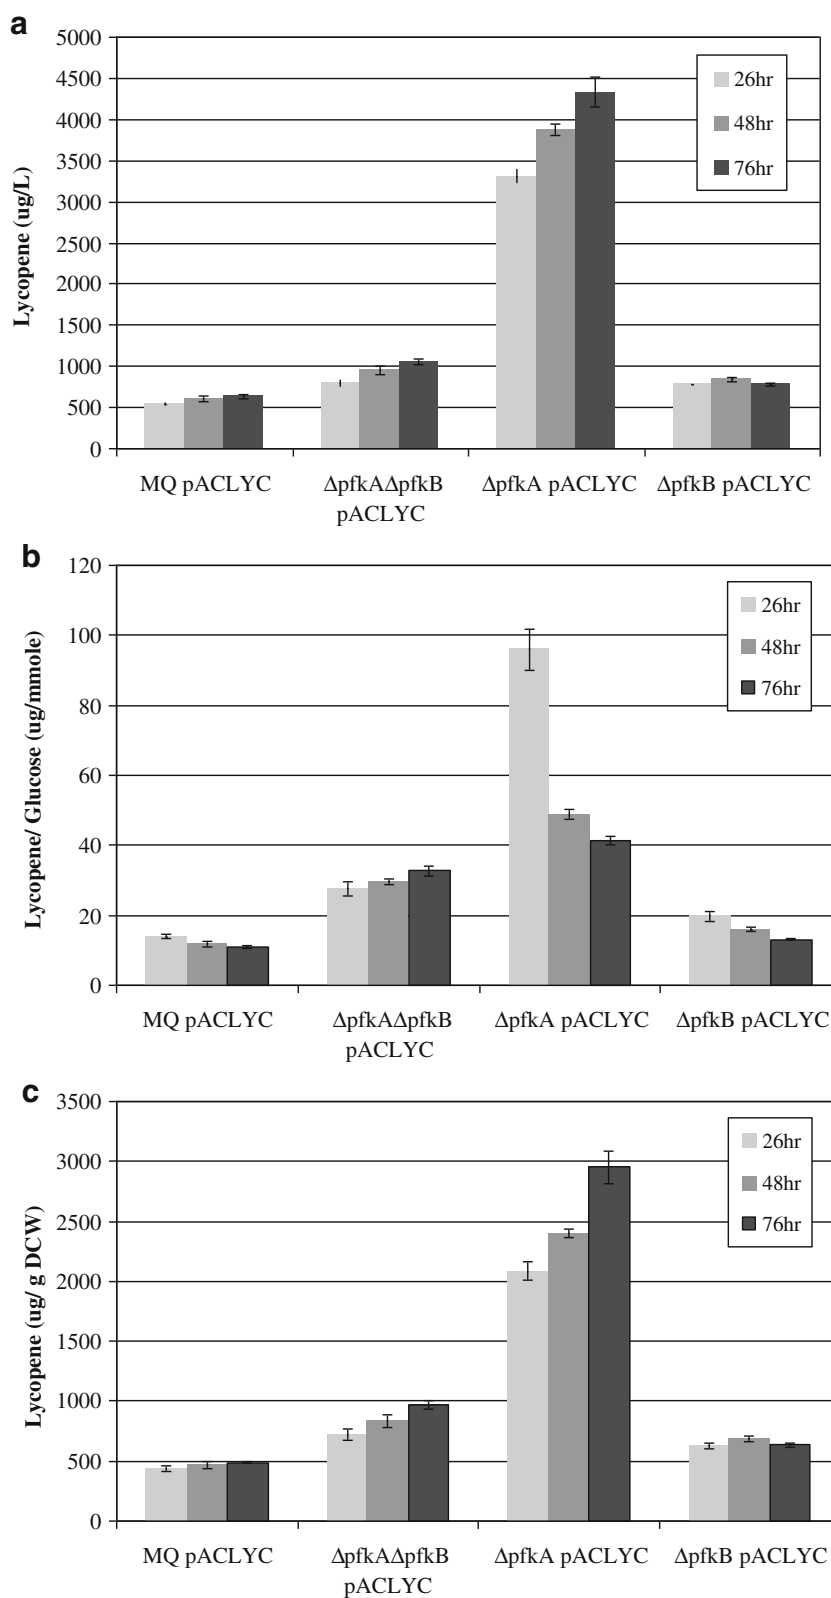 a
5000
4500
4000
3500
3000
2500
2000
1500
1000
500
0
Lycopene (ug/L)
26hr
48hr
76hr
MQ pACLYC
ΔpfkAΔpfkB
pACLYC
ΔpfkA pACLYC
ΔpfkB pACLYC
b
120
100
80
60
40
20
0
Lycopene/ Glucose (ug/mmole)
26hr
48hr
76hr
MQ pACLYC
ΔpfkAΔpfkB
pACLYC
ΔpfkA pACLYC
ΔpfkB pACLYC
c
3500
3000
2500
2000
1500
1000
500
0
Lycopene (ug/ g DCW)
26hr
48hr
76hr
MQ pACLYC
ΔpfkAΔpfkB
pACLYC
ΔpfkA pACLYC
ΔpfkB pACLYC